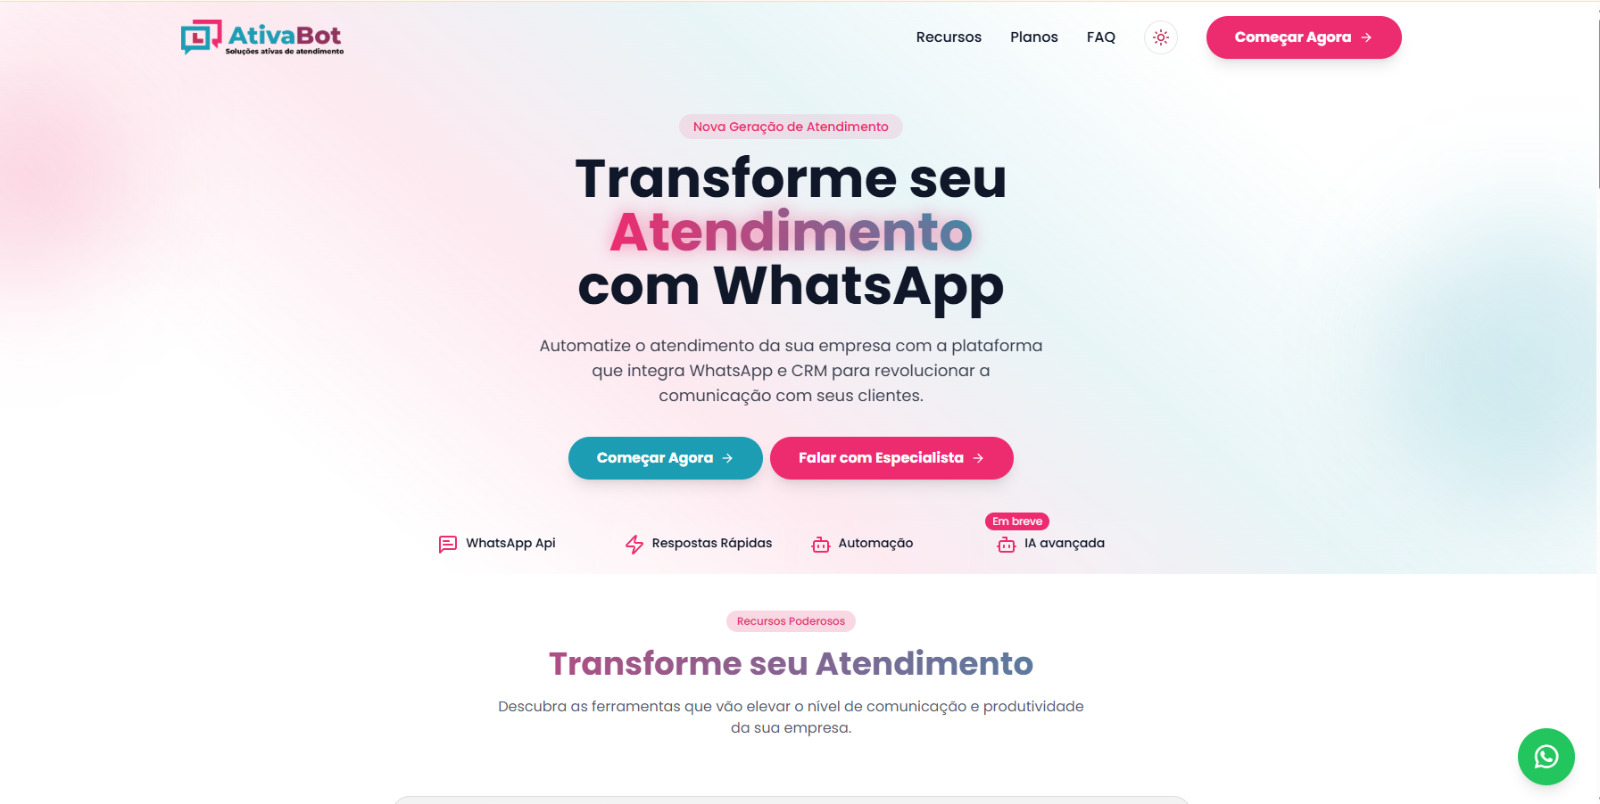 AtivaBot
Soluções ativas de atendimento
Recursos
Planos
FAQ
Começar Agora
Nova Geração de Atendimento
Transforme seu
Atendimento
com WhatsApp
Automatize o atendimento da sua empresa com a plataforma
que integra WhatsApp e CRM para revolucionar a
comunicação com seus clientes.
Começar Agora
Falar com Especialista
WhatsApp Api
Respostas Rápidas
Automação
Em breve
IA avançada
Recursos Poderosos
Transforme seu Atendimento
Descubra as ferramentas que vão elevar o nível de comunicação e produtividade
da sua empresa.